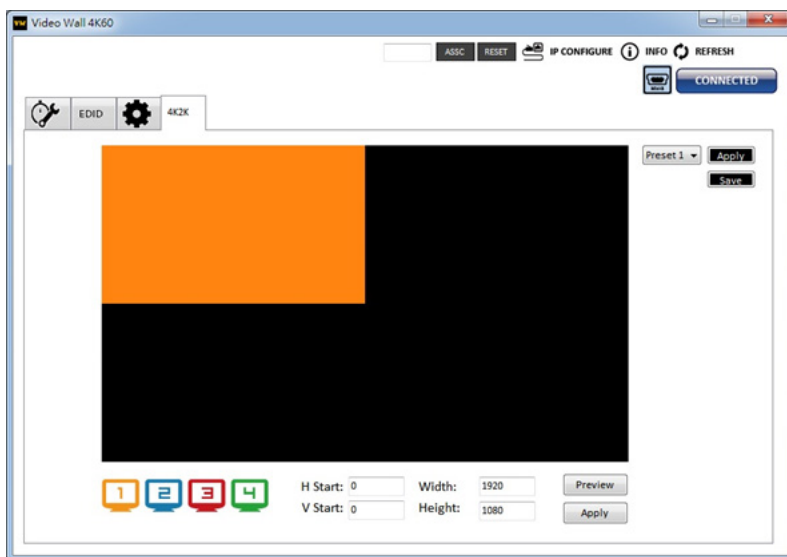 VW Video Wall 4K60
ASSC RESET IP CONFIGURE i INFO REFRESH
CONNECTED
EDID 4K2K
Preset 1 Apply
Save
1 2 3 4
H Start: 0 Width: 1920 Preview
V Start: 0 Height: 1080 Apply